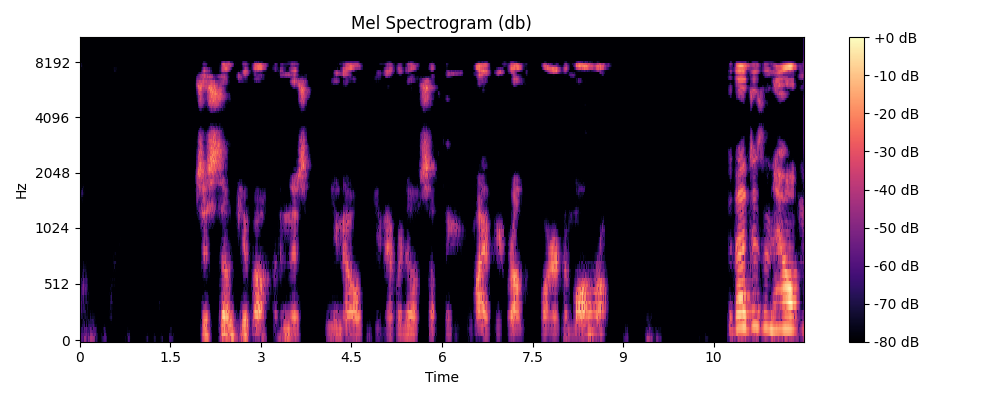 Mel Spectrogram (db)
Hz
8192
4096
2048
1024
512
0
0 1.5 3 4.5 6 7.5 9 10
Time
+0 dB
-10 dB
-20 dB
-30 dB
-40 dB
-50 dB
-60 dB
-70 dB
-80 dB